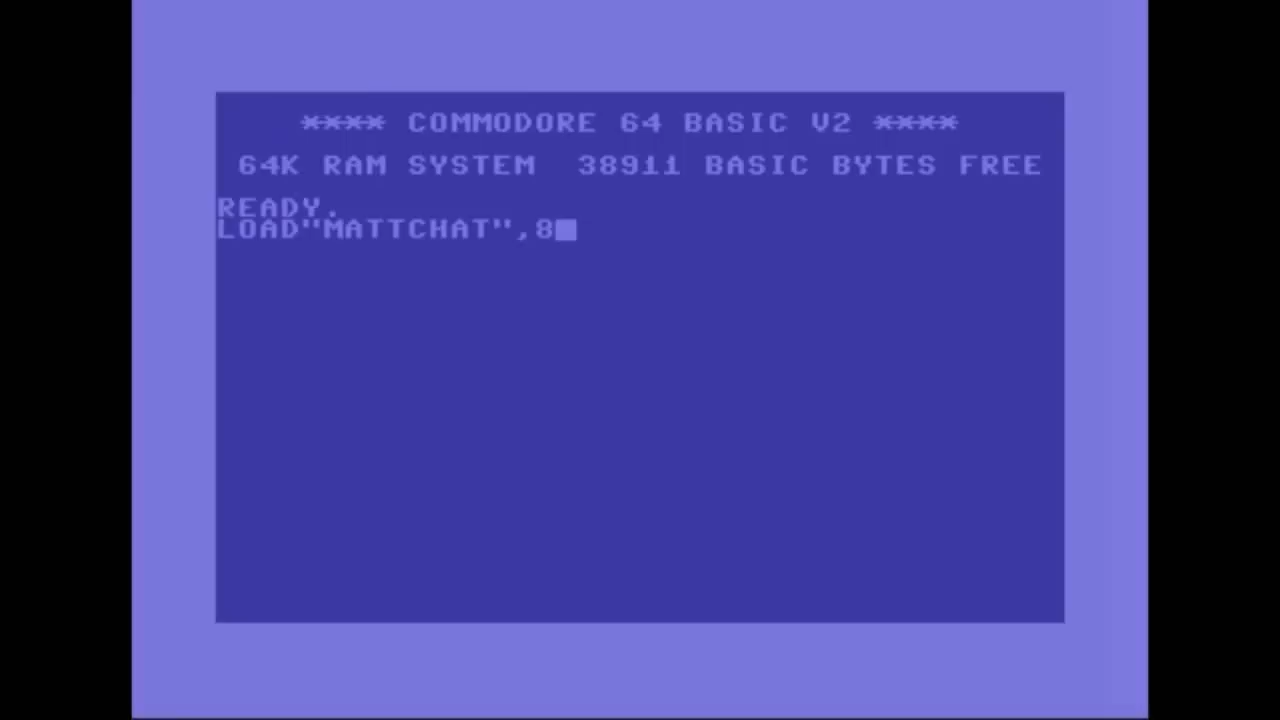 **** COMMODORE 64 BASIC V2 ****
64K RAM SYSTEM  38911 BASIC BYTES FREE
READY.
LOAD"MATTCHAT",8